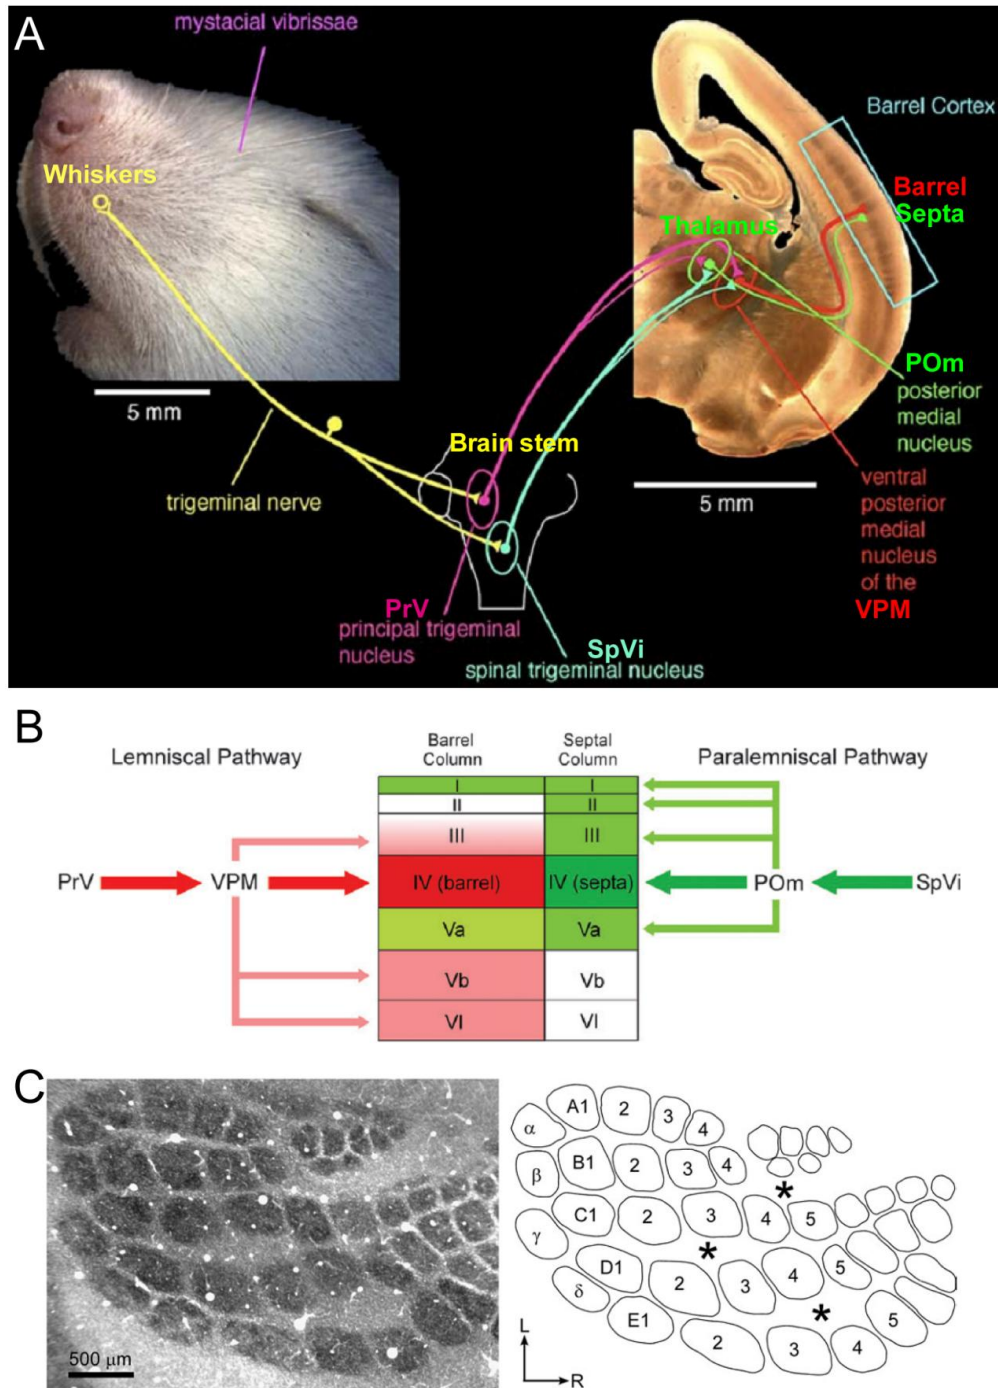 A
mystacial vibrissae
Whiskers
5 mm
trigeminal nerve
Brain stem
PrV
principal trigeminal
nucleus
SpVi
spinal trigeminal nucleus
Barrel Cortex
Barrel
Septa
Thalamus
POm
posterior
medial
nucleus
5 mm
ventral
posterior
medial
nucleus
of the
VPM
B
Lemniscal Pathway
Barrel
Column
Septal
Column
Paralemniscal Pathway
I I
II II
III III
PrV VPM IV (barrel) IV (septa) POm SpVi
Va Va
Vb Vb
VI VI
C
500 μm
α A1 2 3 4
β B1 2 3 4
*
γ C1 2 3 4 5
*
δ D1 2 3 4 5
*
E1 2 3 4 5
L
R